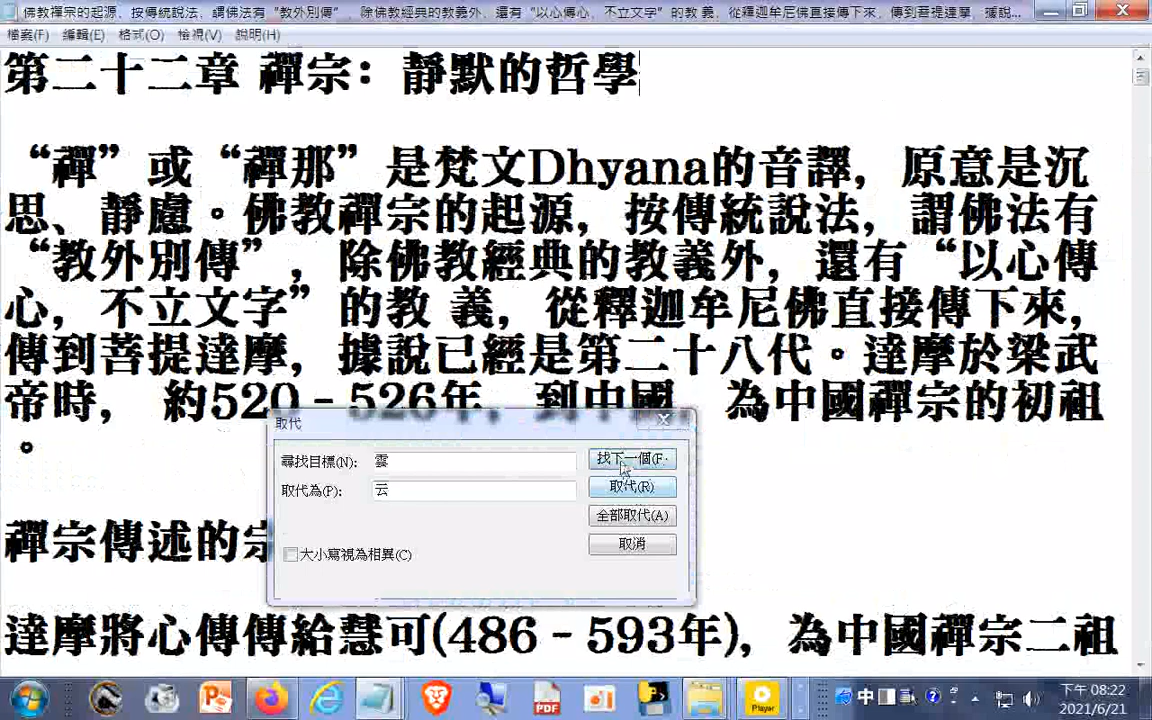 佛教禪宗的起源、按傳統說法、謂佛法有“教外別傳”，除佛教經典的教義外，還有“以心傳心，不立文字”的教 義，從釋迦牟尼佛直接傳下來，傳到菩提達摩，據說...
檔案(F) 編輯(E) 格式(O) 檢視(V) 說明(H)
第二十二章 禪宗：靜默的哲學
“禪”或“禪那”是梵文Dhyana的音譯，原意是沉
思、靜慮。佛教禪宗的起源，按傳統說法，謂佛法有
“教外別傳”，除佛教經典的教義外，還有“以心傳
心，不立文字”的教 義，從釋迦牟尼佛直接傳下來，
傳到菩提達摩，據說已經是第二十八代。達摩於梁武
帝時， 約520－526年，到中國，為中國禪宗的初祖
。
取代
尋找目標(N): 雲
找下一個(F
取代為(P): 云
取代(R)
全部取代(A)
大小寫視為相異(C)
取消
禪宗傳述的宗
達摩將心傳傳給慧可(486－593年)，為中國禪宗二祖
PDF
Player
中
下午 08:22
2021/6/21